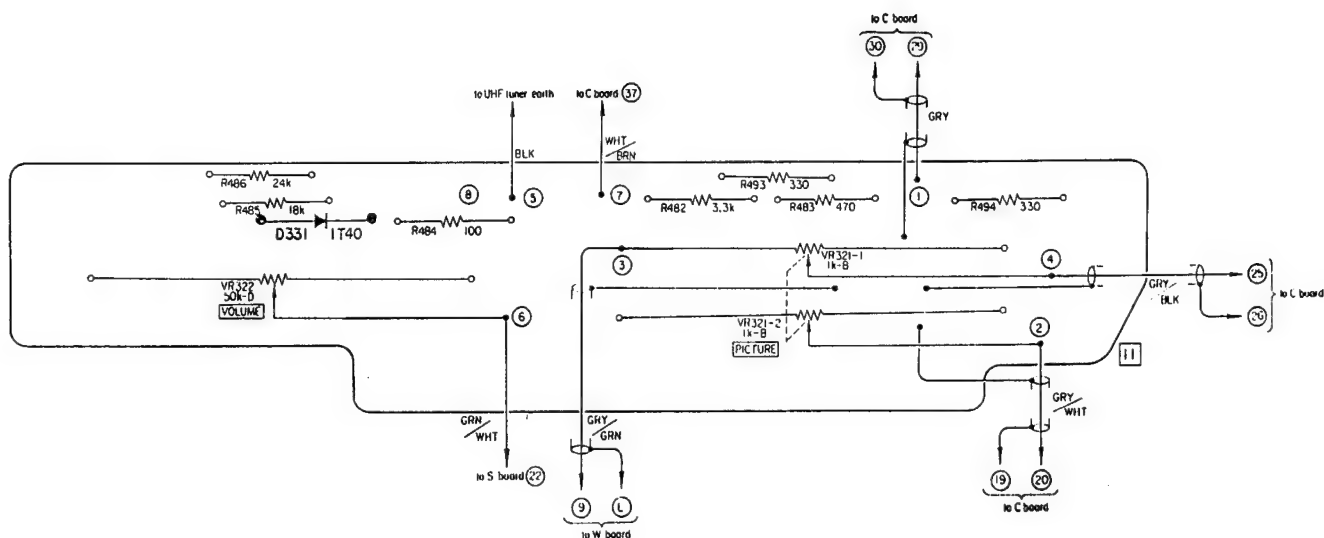 to C board
30 29
GRY
to UHF tuner earth
to C board 37
BLK
WHT/BRN
R486 24k
R485 18k
D331 1T40
8
5
7
R484 100
R493 330
R482 3,3k
R483 470
1
R494 330
3
VR321-1
1k-B
4
GRY/BLK
25
26
to C board
VR322
50k-D
VOLUME
6
VR321-2
1k-B
PICTURE
2
11
GRN/WHT
GRY/GRN
GRY/WHT
to S board 22
19 20
to C board
9 L
to W board